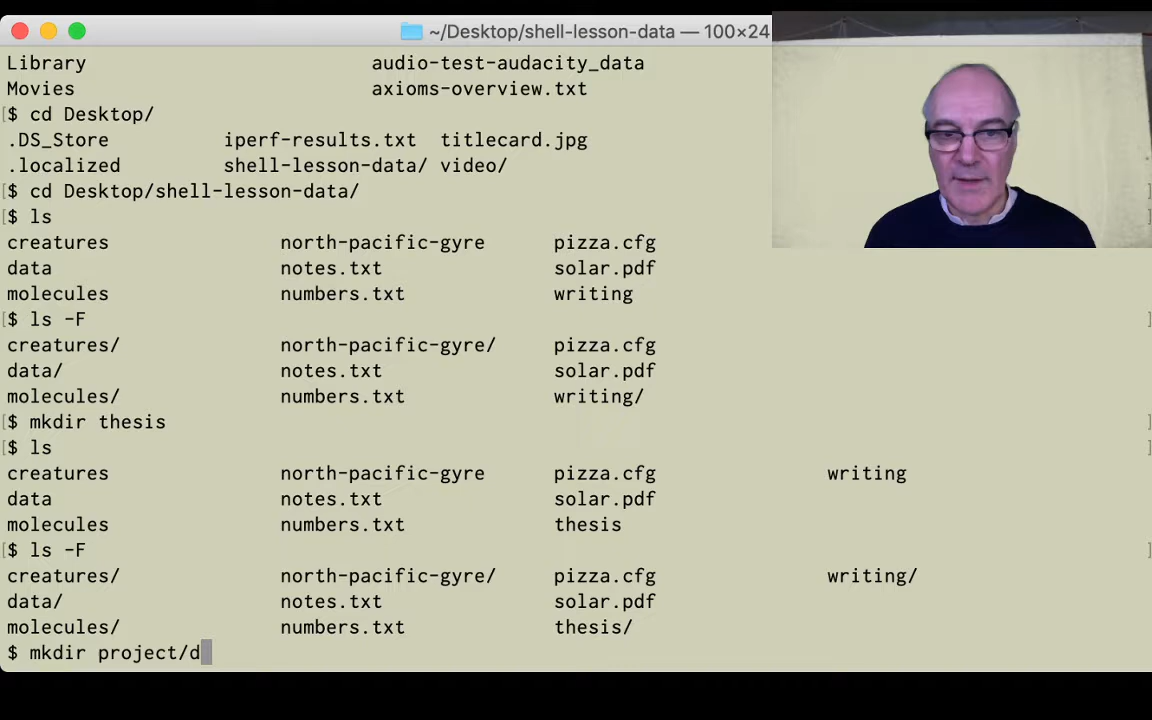 ~/Desktop/shell-lesson-data — 100×24
Library audio-test-audacity_data
Movies axioms-overview.txt
[$ cd Desktop/
.DS_Store iperf-results.txt titlecard.jpg
.localized shell-lesson-data/ video/
[$ cd Desktop/shell-lesson-data/ ]
[$ ls ]
creatures north-pacific-gyre pizza.cfg
data notes.txt solar.pdf
molecules numbers.txt writing
[$ ls -F ]
creatures/ north-pacific-gyre/ pizza.cfg
data/ notes.txt solar.pdf
molecules/ numbers.txt writing/
[$ mkdir thesis ]
[$ ls ]
creatures north-pacific-gyre pizza.cfg writing
data notes.txt solar.pdf
molecules numbers.txt thesis
[$ ls -F ]
creatures/ north-pacific-gyre/ pizza.cfg writing/
data/ notes.txt solar.pdf
molecules/ numbers.txt thesis/
$ mkdir project/d